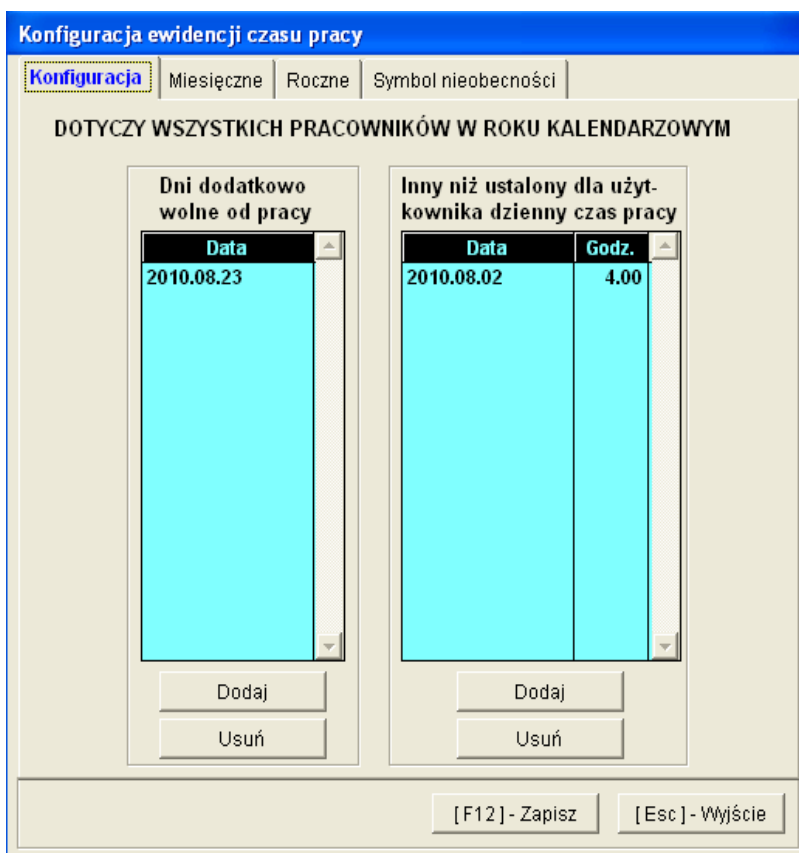 Konfiguracja ewidencji czasu pracy
Konfiguracja Miesięczne Roczne Symbol nieobecności
DOTYCZY WSZYSTKICH PRACOWNIKÓW W ROKU KALENDARZOWYM
Dni dodatkowo
wolne od pracy
Data
2010.08.23
Dodaj
Usuń
Inny niż ustalony dla użyt-
kownika dzienny czas pracy
Data Godz.
2010.08.02 4.00
Dodaj
Usuń
[F12] - Zapisz [Esc] - Wyjście